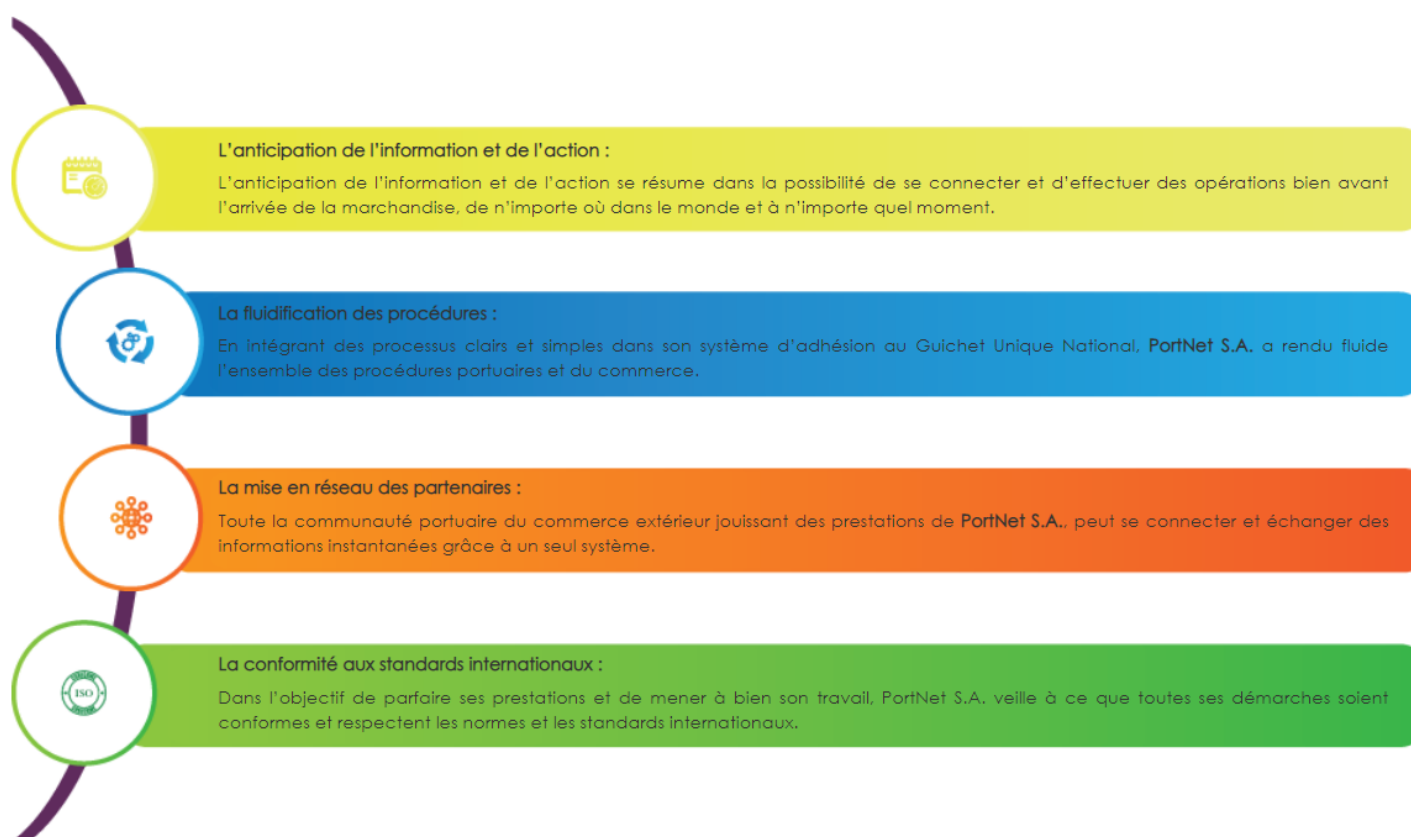 L'anticipation de l'information et de l'action :
L'anticipation de l'information et de l'action se résume dans la possibilité de se connecter et d'effectuer des opérations bien avant
l'arrivée de la marchandise, de n'importe où dans le monde et à n'importe quel moment.
La fluidification des procédures :
En intégrant des processus clairs et simples dans son système d'adhésion au Guichet Unique National, PortNet S.A. a rendu fluide
l'ensemble des procédures portuaires et du commerce.
La mise en réseau des partenaires :
Toute la communauté portuaire du commerce extérieur jouissant des prestations de PortNet S.A., peut se connecter et échanger des
informations instantanées grâce à un seul système.
La conformité aux standards internationaux :
ISO
Dans l'objectif de parfaire ses prestations et de mener à bien son travail, PortNet S.A. veille à ce que toutes ses démarches soient
conformes et respectent les normes et les standards internationaux.